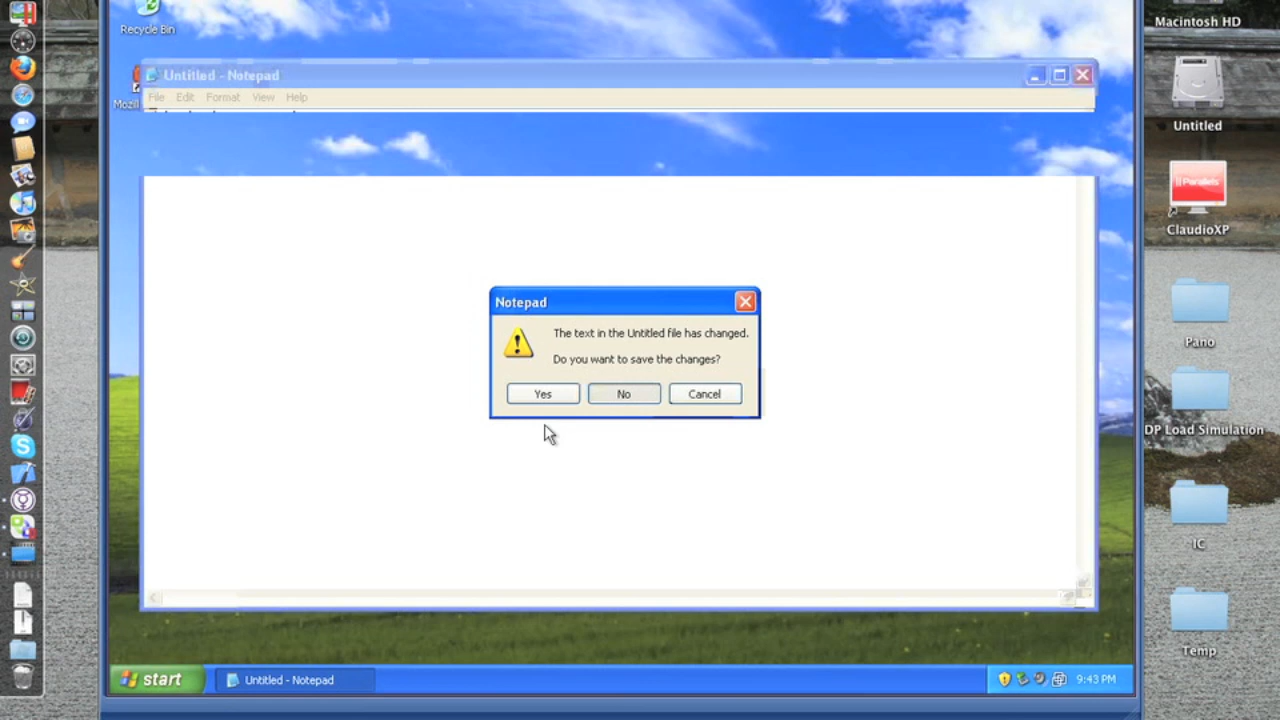 Recycle Bin
Macintosh HD
Untitled - Notepad
Mozil
File Edit Format View Help
Untitled
Parallels
ClaudioXP
Notepad
The text in the Untitled file has changed.
Do you want to save the changes?
Yes No Cancel
Pano
DP Load Simulation
IC
Temp
start
Untitled - Notepad
9:43 PM